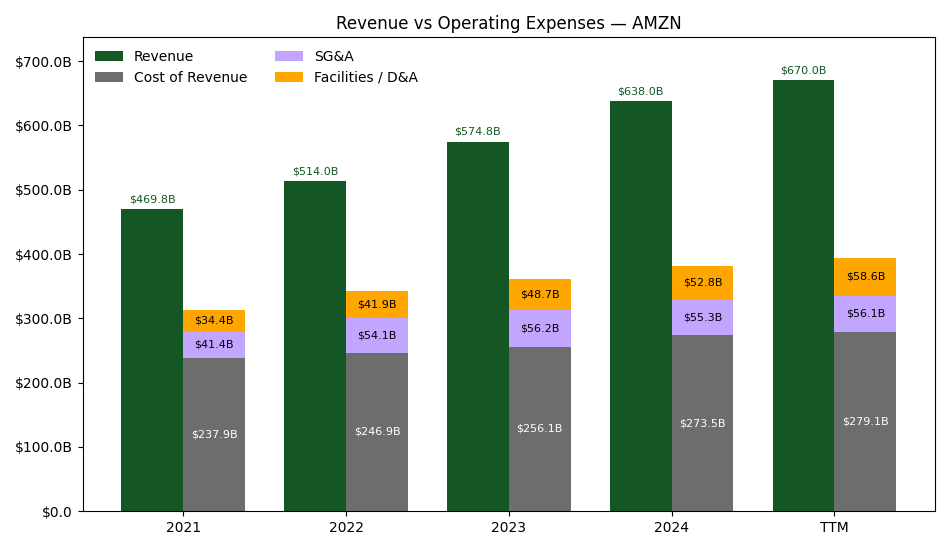 Revenue vs Operating Expenses — AMZN
Revenue
Cost of Revenue
SG&A
Facilities / D&A
$700.0B
$600.0B
$500.0B
$400.0B
$300.0B
$200.0B
$100.0B
$0.0
$469.8B
$34.4B
$41.4B
$237.9B
$514.0B
$41.9B
$54.1B
$246.9B
$574.8B
$48.7B
$56.2B
$256.1B
$638.0B
$52.8B
$55.3B
$273.5B
$670.0B
$58.6B
$56.1B
$279.1B
2021
2022
2023
2024
TTM